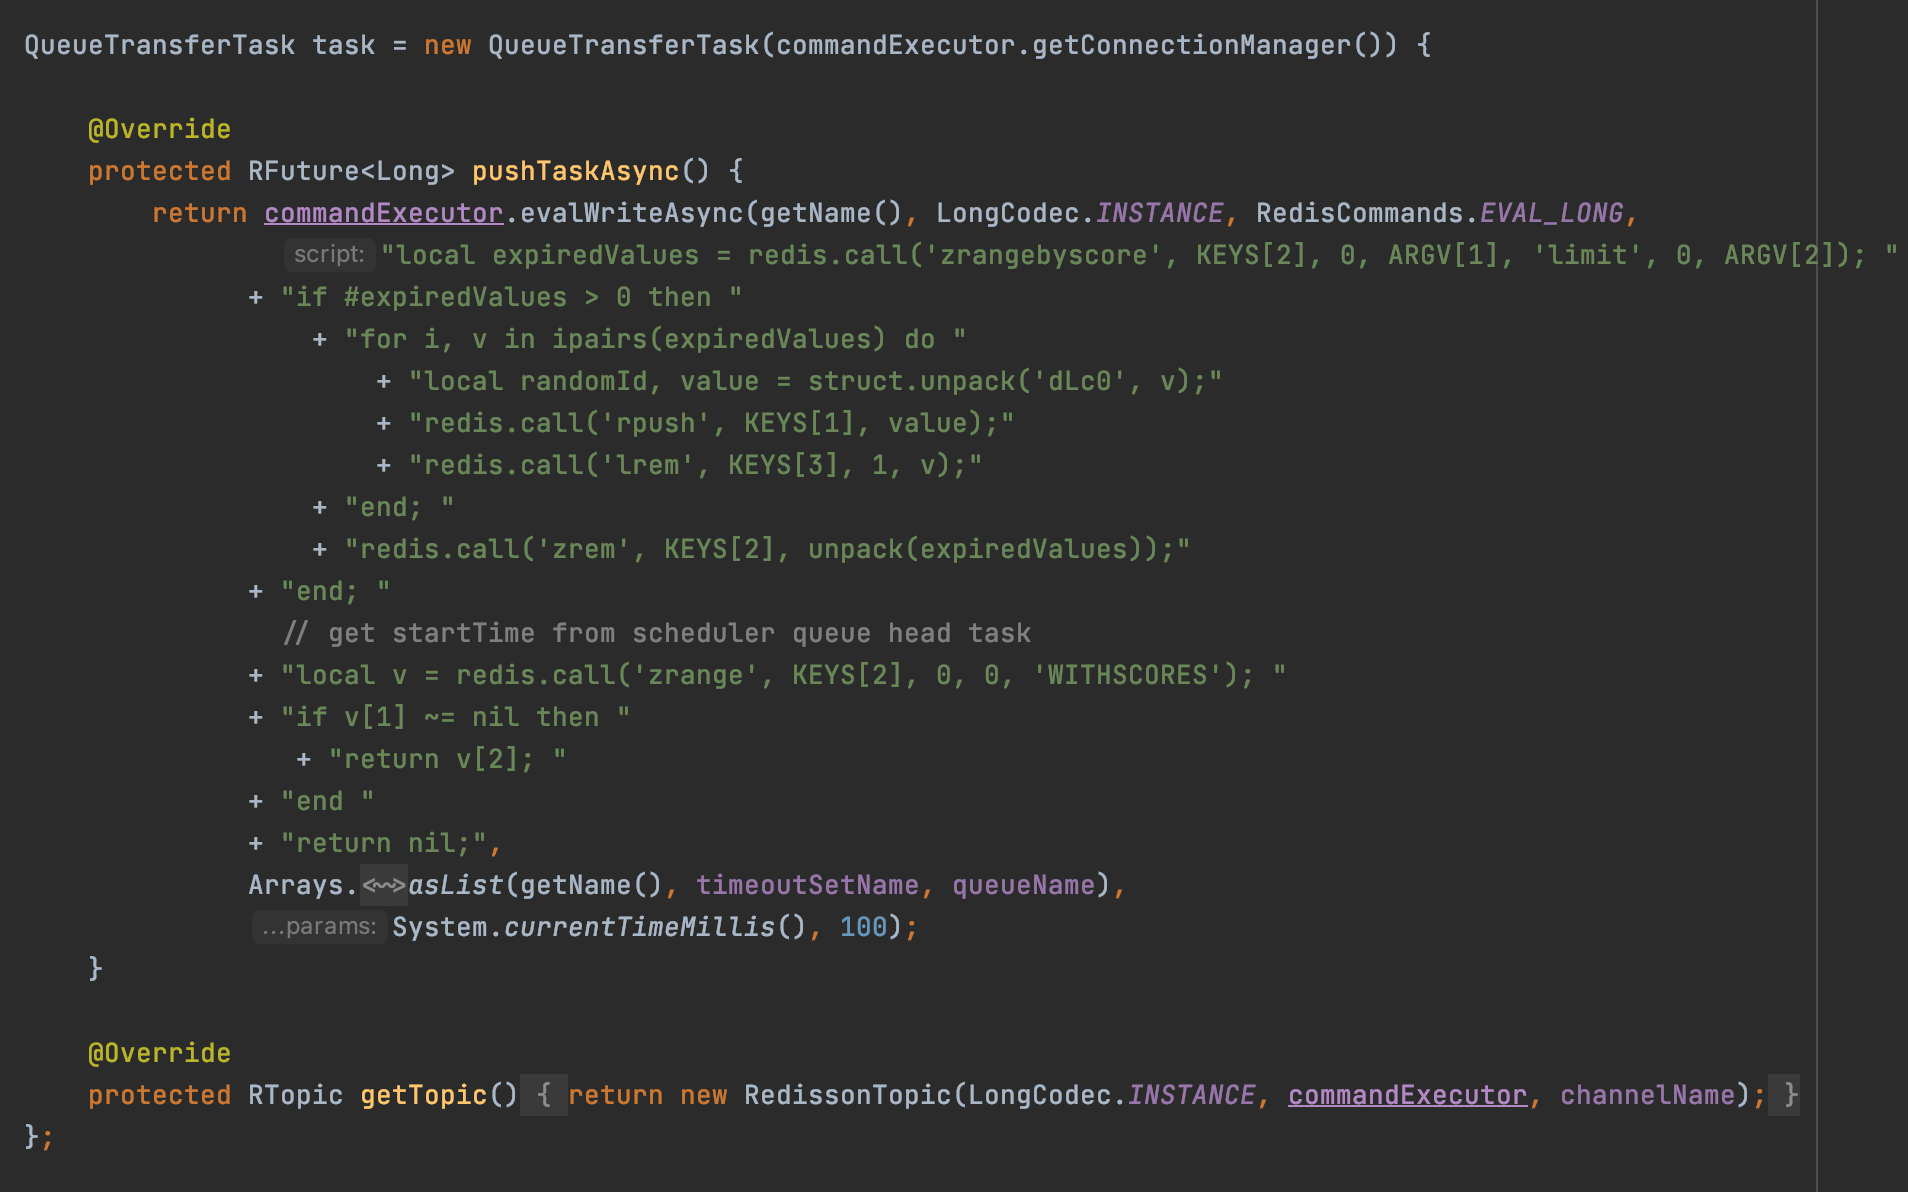 QueueTransferTask task = new QueueTransferTask(commandExecutor.getConnectionManager()) {
@Override
protected RFuture<Long> pushTaskAsync() {
return commandExecutor.evalWriteAsync(getName(), LongCodec.INSTANCE, RedisCommands.EVAL_LONG,
script: "local expiredValues = redis.call('zrangebyscore', KEYS[2], 0, ARGV[1], 'limit', 0, ARGV[2]); "
+ "if #expiredValues > 0 then "
+ "for i, v in ipairs(expiredValues) do "
+ "local randomId, value = struct.unpack('dLc0', v);"
+ "redis.call('rpush', KEYS[1], value);"
+ "redis.call('lrem', KEYS[3], 1, v);"
+ "end; "
+ "redis.call('zrem', KEYS[2], unpack(expiredValues));"
+ "end; "
// get startTime from scheduler queue head task
+ "local v = redis.call('zrange', KEYS[2], 0, 0, 'WITHSCORES'); "
+ "if v[1] ~= nil then "
+ "return v[2]; "
+ "end "
+ "return nil;",
Arrays.<~>asList(getName(), timeoutSetName, queueName),
...params: System.currentTimeMillis(), 100);
}
@Override
protected RTopic getTopic() { return new RedissonTopic(LongCodec.INSTANCE, commandExecutor, channelName); }
};